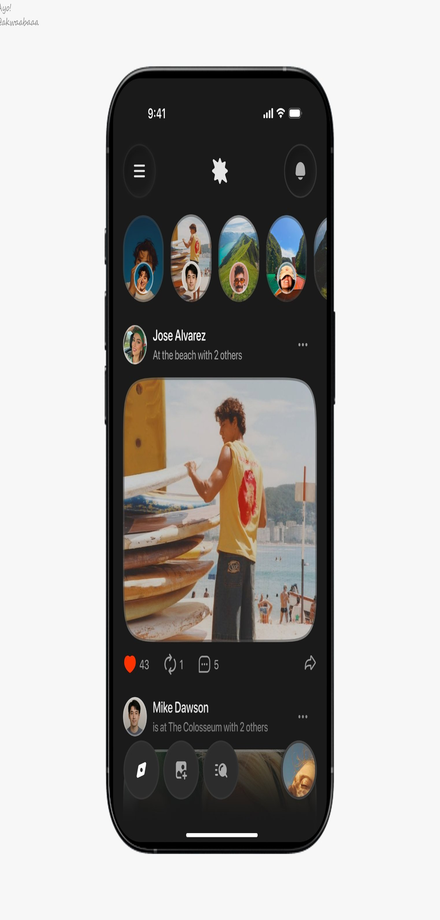 Ayo!
9:41
Jose Alvarez
At the beach with 2 others
43
1
5
Mike Dawson
is at The Colosseum with 2 others